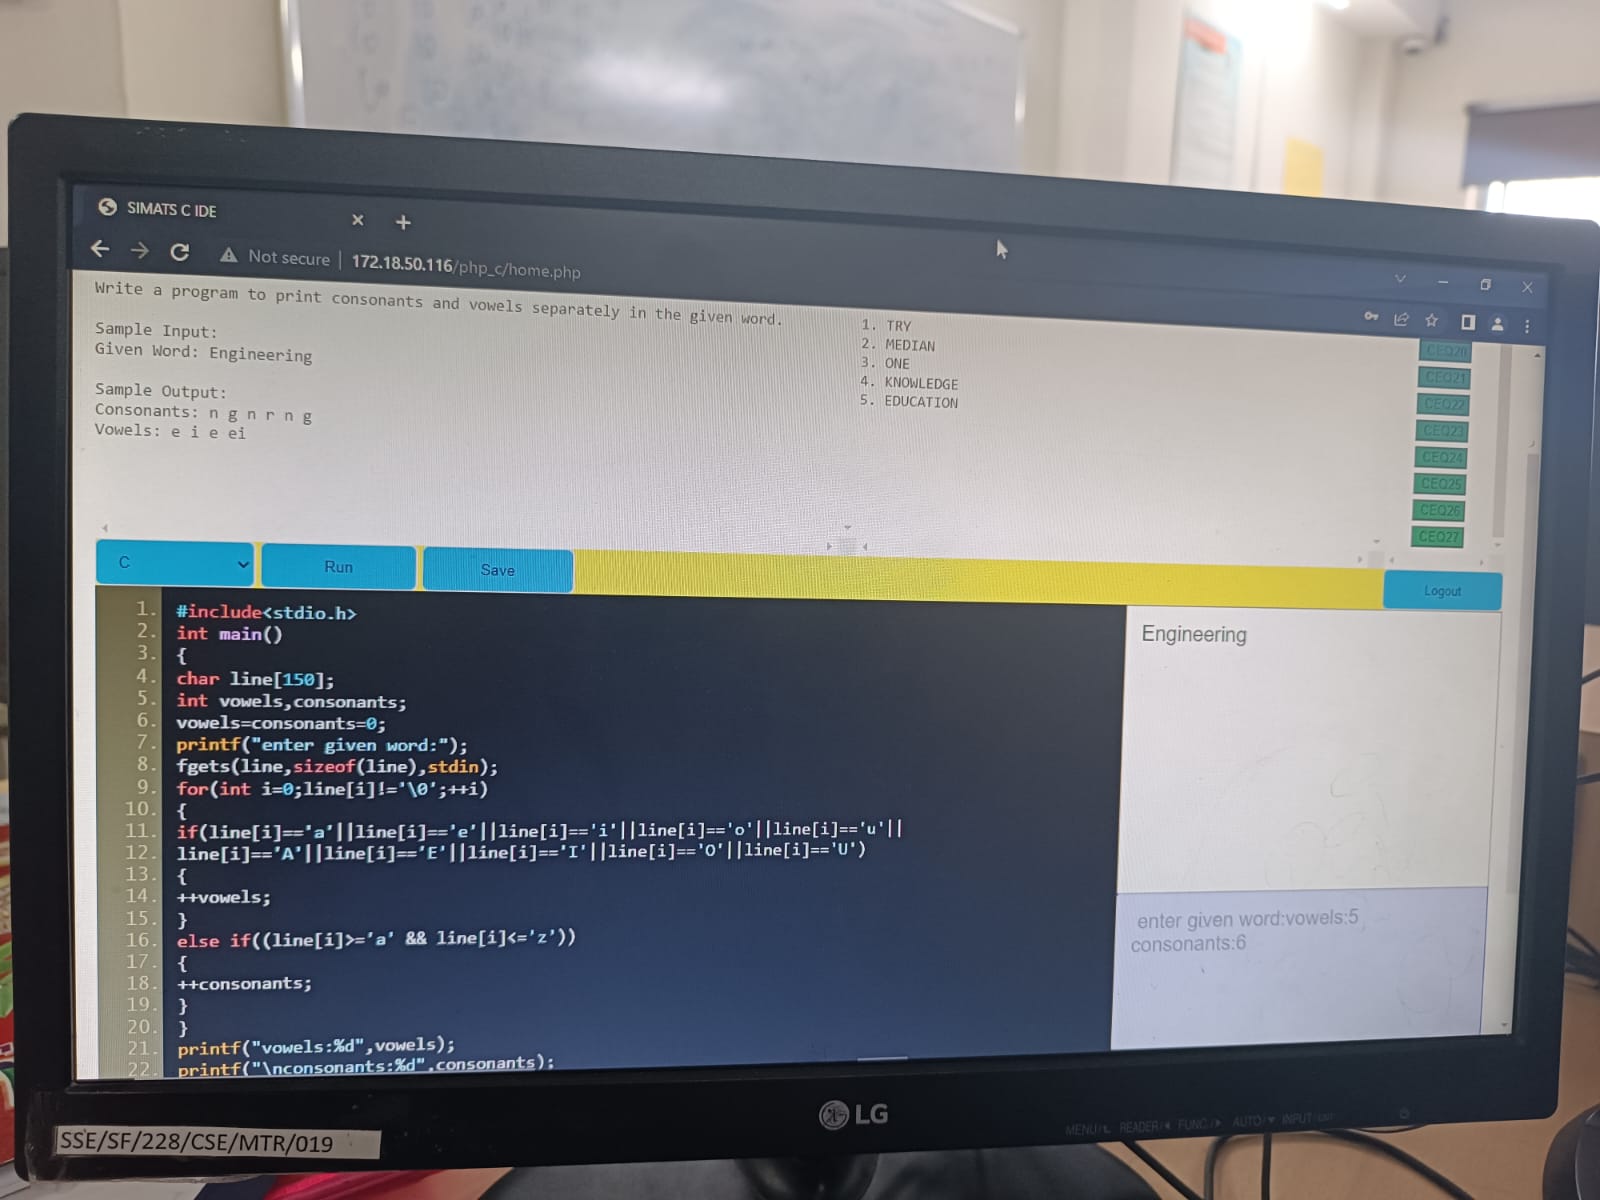 SIMATS C IDE
Not secure | 172.18.50.116/php_c/home.php
Write a program to print consonants and vowels separately in the given word.
Sample Input:
Given Word: Engineering
Sample Output:
Consonants: n g n r n g
Vowels: e i e ei
1. TRY
2. MEDIAN
3. ONE
4. KNOWLEDGE
5. EDUCATION
CEQ20
CEQ21
CEQ22
CEQ23
CEQ24
CEQ25
CEQ26
CEQ27
C
Run
Save
Logout
1. #include<stdio.h>
2. int main()
3. {
4. char line[150];
5. int vowels,consonants;
6. vowels=consonants=0;
7. printf("enter given word:");
8. fgets(line,sizeof(line),stdin);
9. for(int i=0;line[i]!='\0';++i)
10. {
11. if(line[i]=='a'||line[i]=='e'||line[i]=='i'||line[i]=='o'||line[i]=='u'||
12. line[i]=='A'||line[i]=='E'||line[i]=='I'||line[i]=='O'||line[i]=='U')
13. {
14. ++vowels;
15. }
16. else if((line[i]>='a' && line[i]<='z'))
17. {
18. ++consonants;
19. }
20. }
21. printf("vowels:%d",vowels);
22. printf("\nconsonants:%d",consonants);
Engineering
enter given word:vowels:5
consonants:6
LG
MENU READER FUNC. AUTO INPUT
SSE/SF/228/CSE/MTR/019